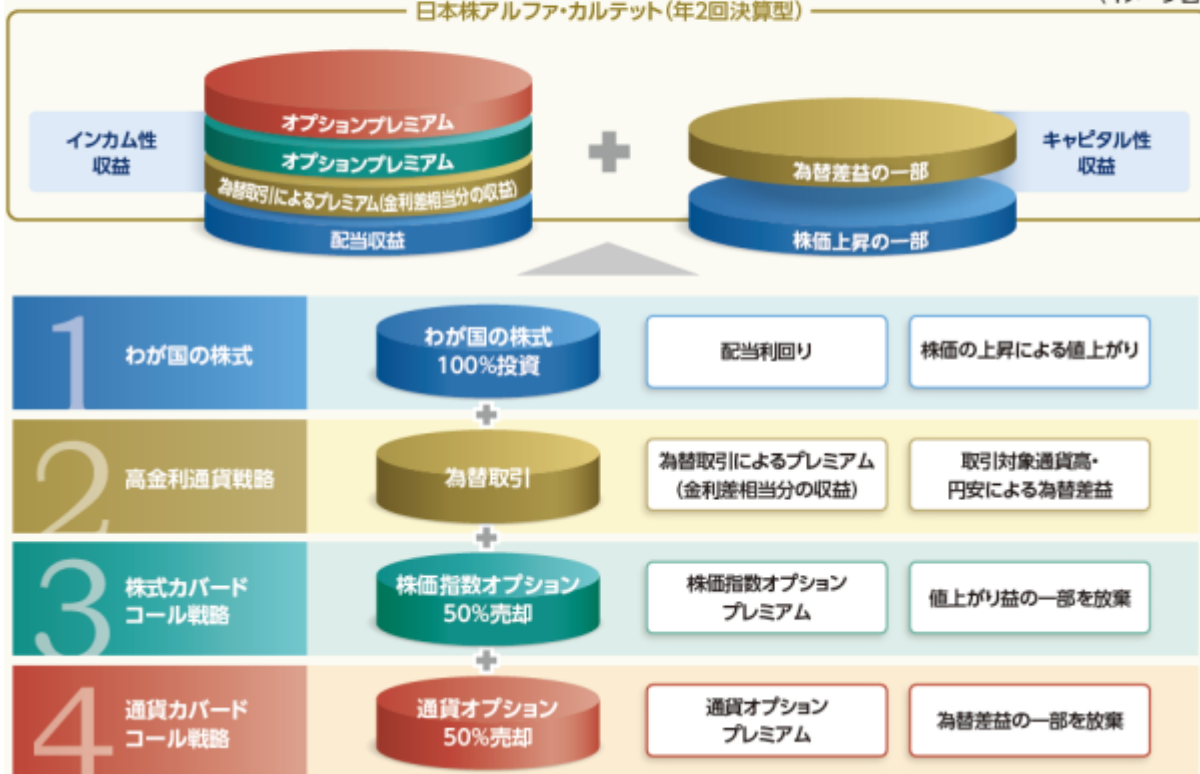 日本株アルファ・カルテット(年2回決算型)
インカム性
収益
オプションプレミアム
オプションプレミアム
為替取引によるプレミアム(金利差相当分の収益)
配当収益
為替差益の一部
株価上昇の一部
キャピタル性
収益
1
わが国の株式
わが国の株式
100%投資
配当利回り
株価の上昇による値上がり
2
高金利通貨戦略
為替取引
為替取引によるプレミアム
(金利差相当分の収益)
取引対象通貨高・
円安による為替差益
3
株式カバード
コール戦略
株価指数オプション
50%売却
株価指数オプション
プレミアム
値上がり益の一部を放棄
4
通貨カバード
コール戦略
通貨オプション
50%売却
通貨オプション
プレミアム
為替差益の一部を放棄